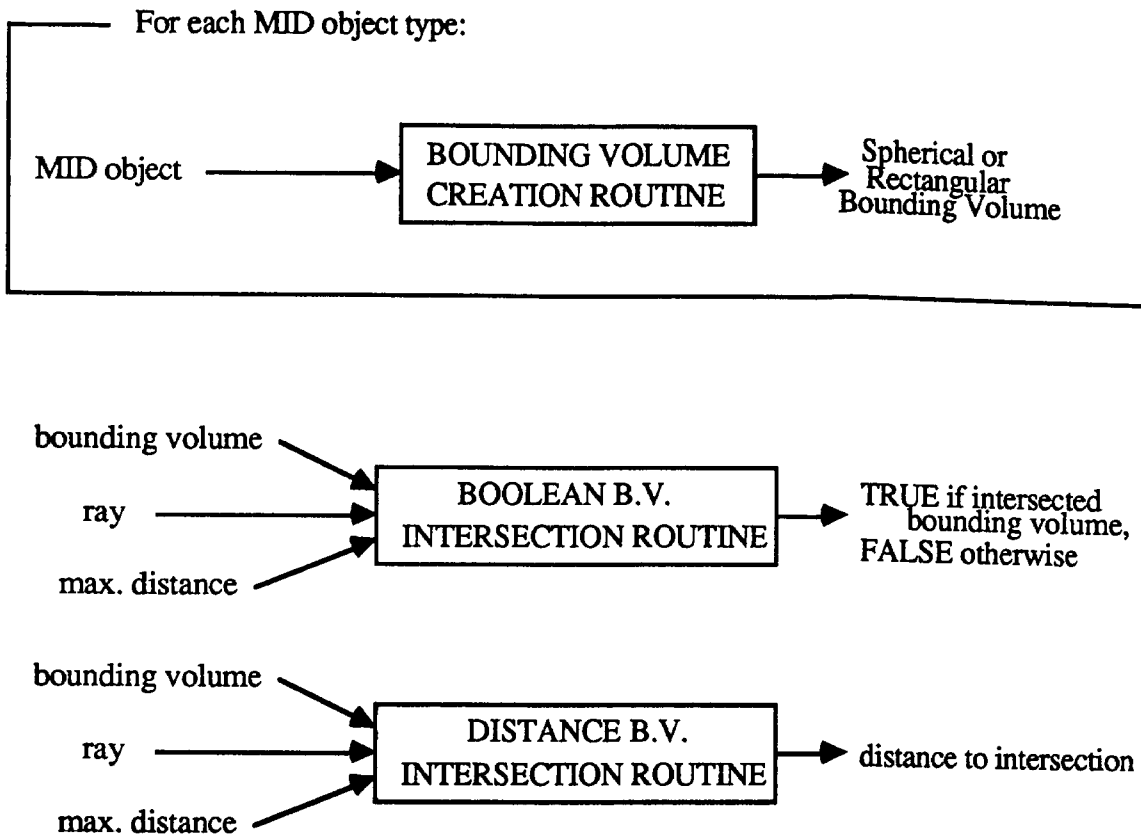 For each MID object type:
MID object
BOUNDING VOLUME
CREATION ROUTINE
Spherical or
Rectangular
Bounding Volume
bounding volume
ray
max. distance
BOOLEAN B.V.
INTERSECTION ROUTINE
TRUE if intersected
bounding volume,
FALSE otherwise
bounding volume
ray
max. distance
DISTANCE B.V.
INTERSECTION ROUTINE
distance to intersection